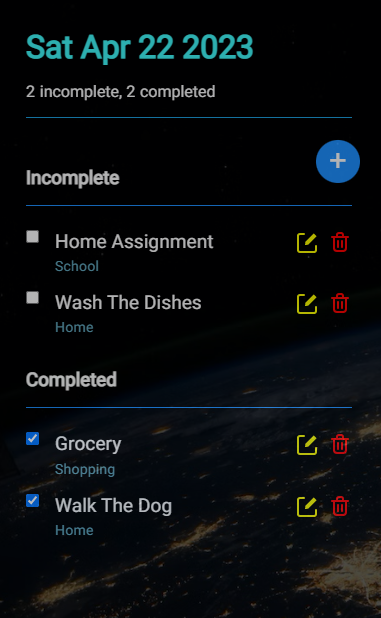 Sat Apr 22 2023
2 incomplete, 2 completed
+
Incomplete
Home Assignment
School
Wash The Dishes
Home
Completed
Grocery
Shopping
Walk The Dog
Home